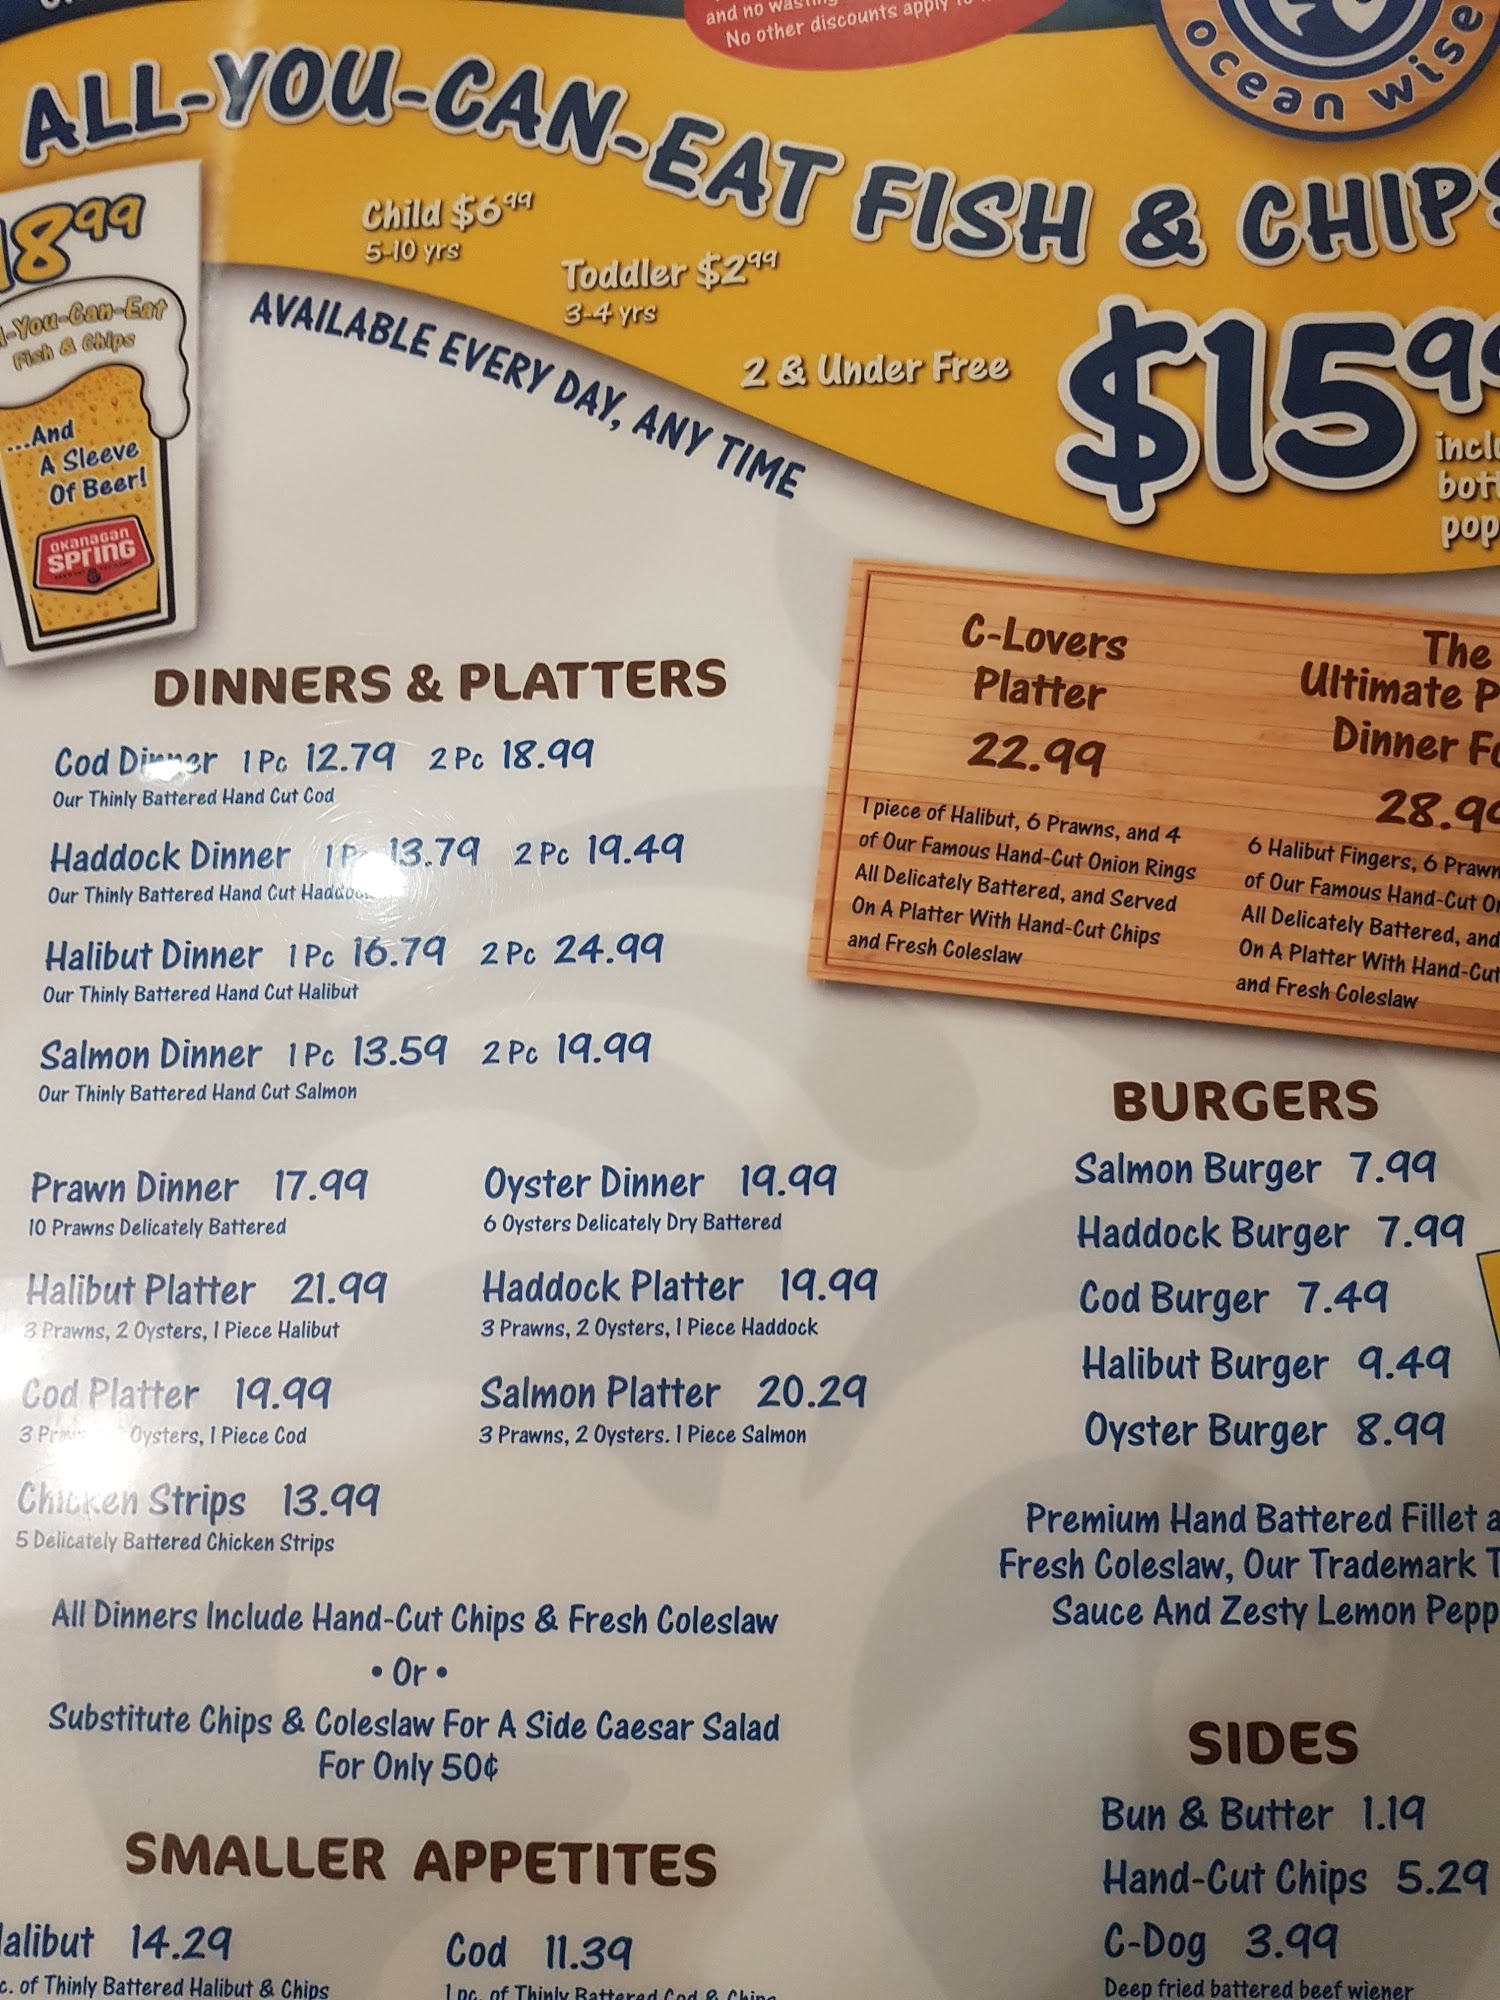 and no
No other discounts apply
ocean wise
ALL-YOU-CAN-EAT FISH & CHIPS
18.99
You-Can-Eat
Fish & Chips
...And
A Sleeve
Of Beer!
OKANAGAN
SPRING
Child $6.99
5-10 yrs
Toddler $2.99
3-4 yrs
2 & Under Free
$15.99
pop
AVAILABLE EVERY DAY, ANY TIME
C-Lovers
Platter
22.99
1 piece of Halibut, 6 Prawns, and 4
of Our Famous Hand-Cut Onion Rings
All Delicately Battered, and Served
On A Platter With Hand-Cut Chips
and Fresh Coleslaw
The
Ultimate
Dinner
28.99
6 Halibut Fingers, 6 Prawn
of Our Famous Hand-Cut
All Delicately Battered, and
On A Platter With Hand-Cut
and Fresh Coleslaw
DINNERS & PLATTERS
Cod Dinner 1 Pc 12.79 2 Pc 18.99
Our Thinly Battered Hand Cut Cod
Haddock Dinner 1 Pc 13.79 2 Pc 19.49
Our Thinly Battered Hand Cut Haddock
Halibut Dinner 1 Pc 16.79 2 Pc 24.99
Our Thinly Battered Hand Cut Halibut
Salmon Dinner 1 Pc 13.59 2 Pc 19.99
Our Thinly Battered Hand Cut Salmon
Prawn Dinner 17.99
10 Prawns Delicately Battered
Oyster Dinner 19.99
6 Oysters Delicately Dry Battered
Halibut Platter 21.99
3 Prawns, 2 Oysters, 1 Piece Halibut
Haddock Platter 19.99
3 Prawns, 2 Oysters, 1 Piece Haddock
Cod Platter 19.99
3 Prawns, 2 Oysters, 1 Piece Cod
Salmon Platter 20.29
3 Prawns, 2 Oysters. 1 Piece Salmon
Chicken Strips 13.99
5 Delicately Battered Chicken Strips
All Dinners Include Hand-Cut Chips & Fresh Coleslaw
• Or •
Substitute Chips & Coleslaw For A Side Caesar Salad
For Only 50¢
BURGERS
Salmon Burger 7.99
Haddock Burger 7.99
Cod Burger 7.49
Halibut Burger 9.49
Oyster Burger 8.99
Premium Hand Battered Fillet
Fresh Coleslaw, Our Trademark
Sauce And Zesty Lemon Pepp
SIDES
Bun & Butter 1.19
Hand-Cut Chips 5.29
C-Dog 3.99
Deep fried battered beef wiener
SMALLER APPETITES
Halibut 14.29
c. of Thinly Battered Halibut & Chips
Cod 11.39
1 pc. of Thinly Battered Cod & Chips